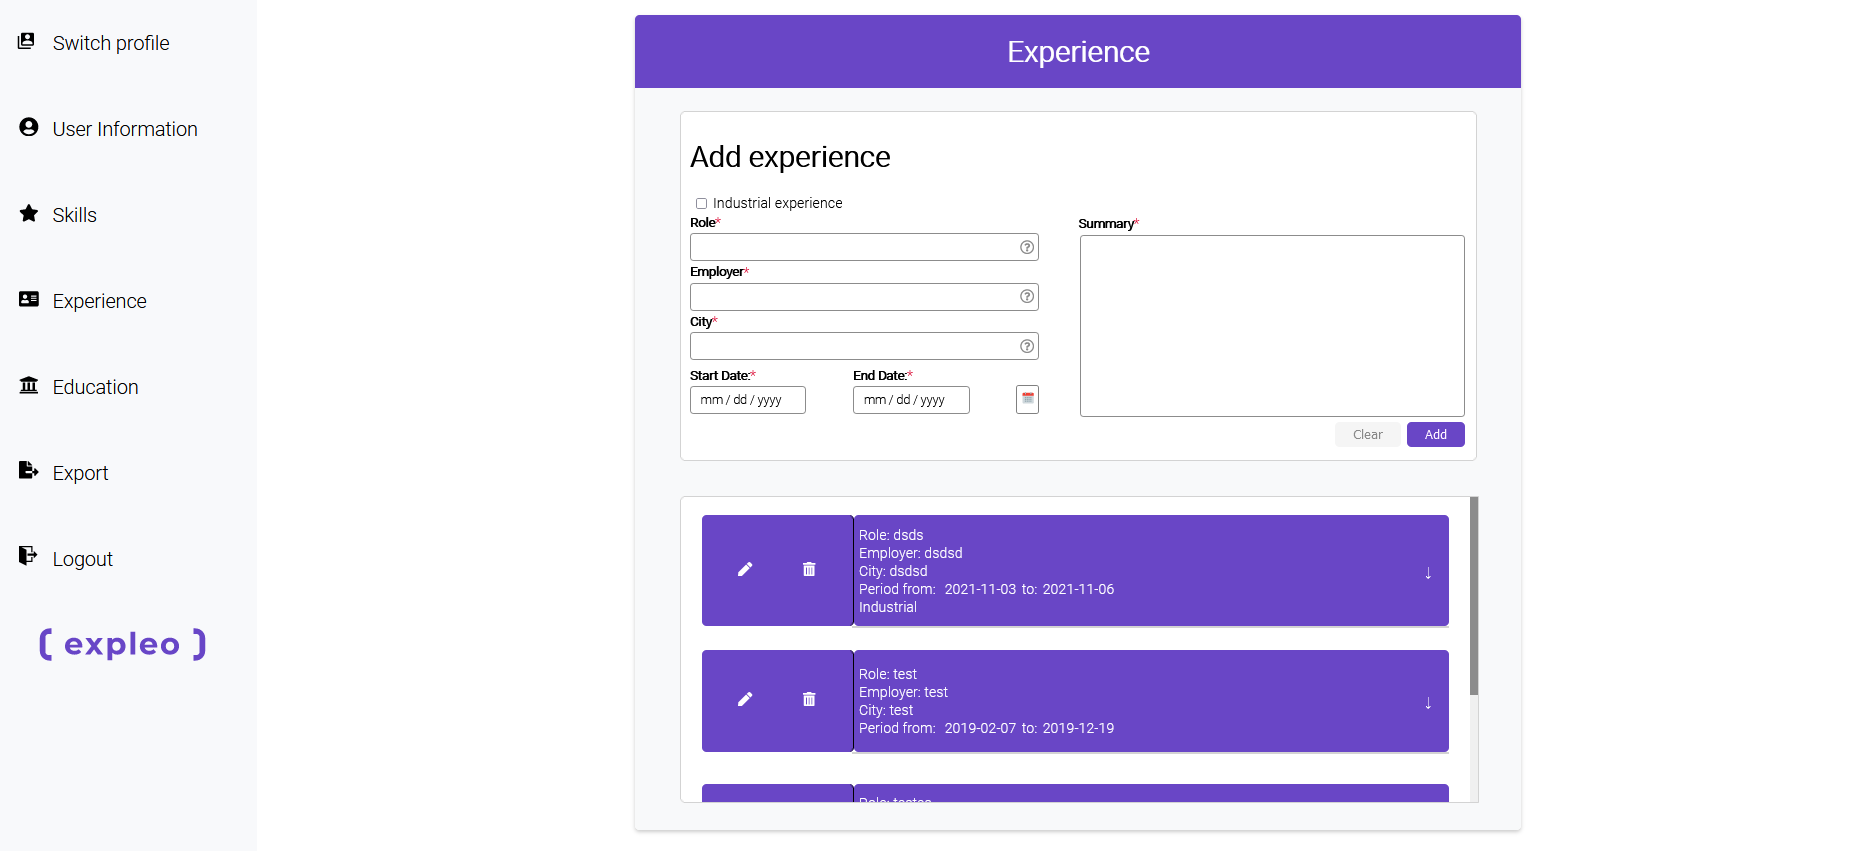 Switch profile
User Information
Skills
Experience
Education
Export
Logout
( expleo )
Experience
Add experience
Industrial experience
Role*
Employer*
City*
Start Date:*
End Date:*
mm / dd / yyyy
mm / dd / yyyy
Summary*
Clear
Add
Role: dsds
Employer: dsdsd
City: dsdsd
Period from: 2021-11-03 to: 2021-11-06
Industrial
Role: test
Employer: test
City: test
Period from: 2019-02-07 to: 2019-12-19
Role: